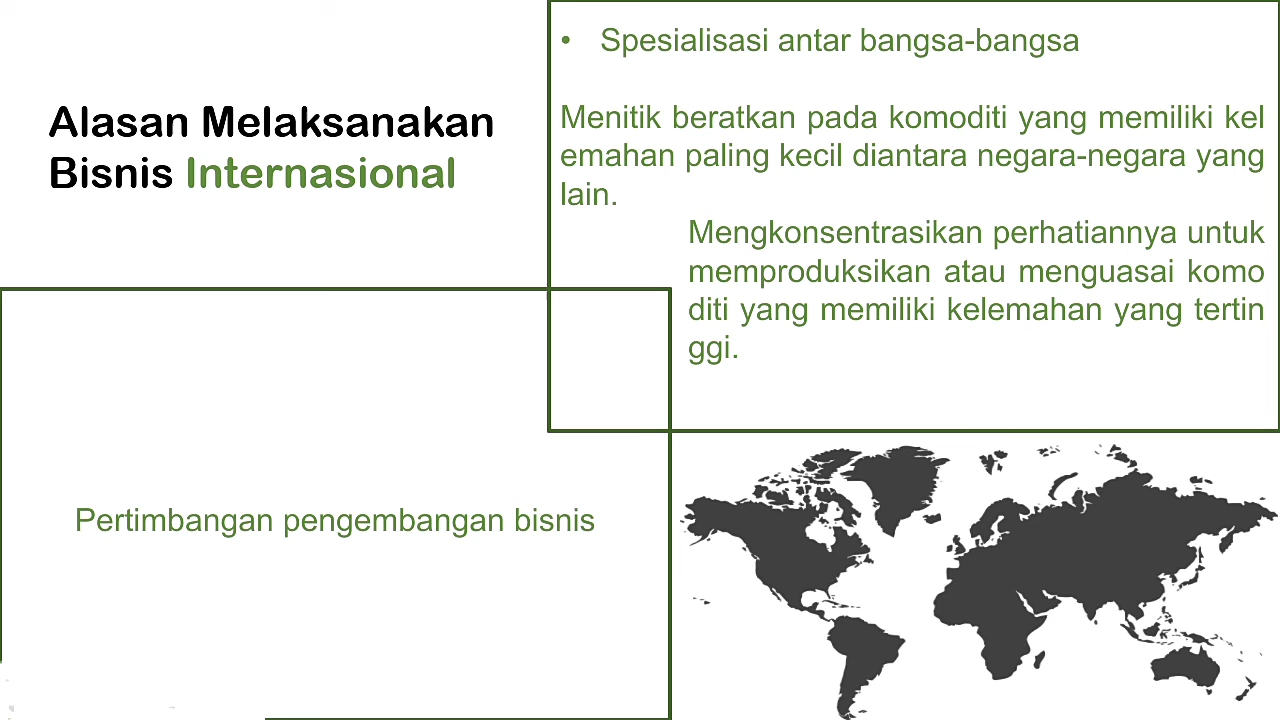 Alasan Melaksanakan
Bisnis Internasional
• Spesialisasi antar bangsa-bangsa
Menitik beratkan pada komoditi yang memiliki kel
emahan paling kecil diantara negara-negara yang
lain.
Mengkonsentrasikan perhatiannya untuk
memproduksikan atau menguasai komo
diti yang memiliki kelemahan yang tertin
ggi.
Pertimbangan pengembangan bisnis